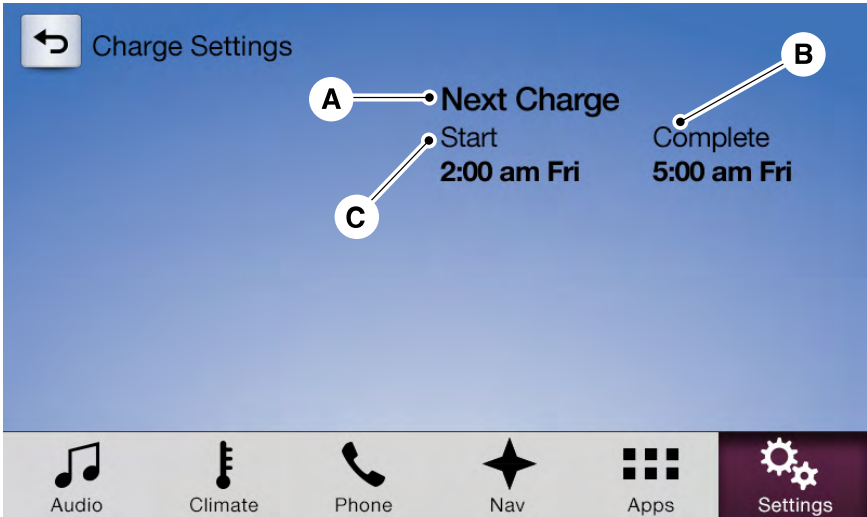 Charge Settings
B
A
Next Charge
Start Complete
2:00 am Fri 5:00 am Fri
C
Audio Climate Phone Nav Apps Settings